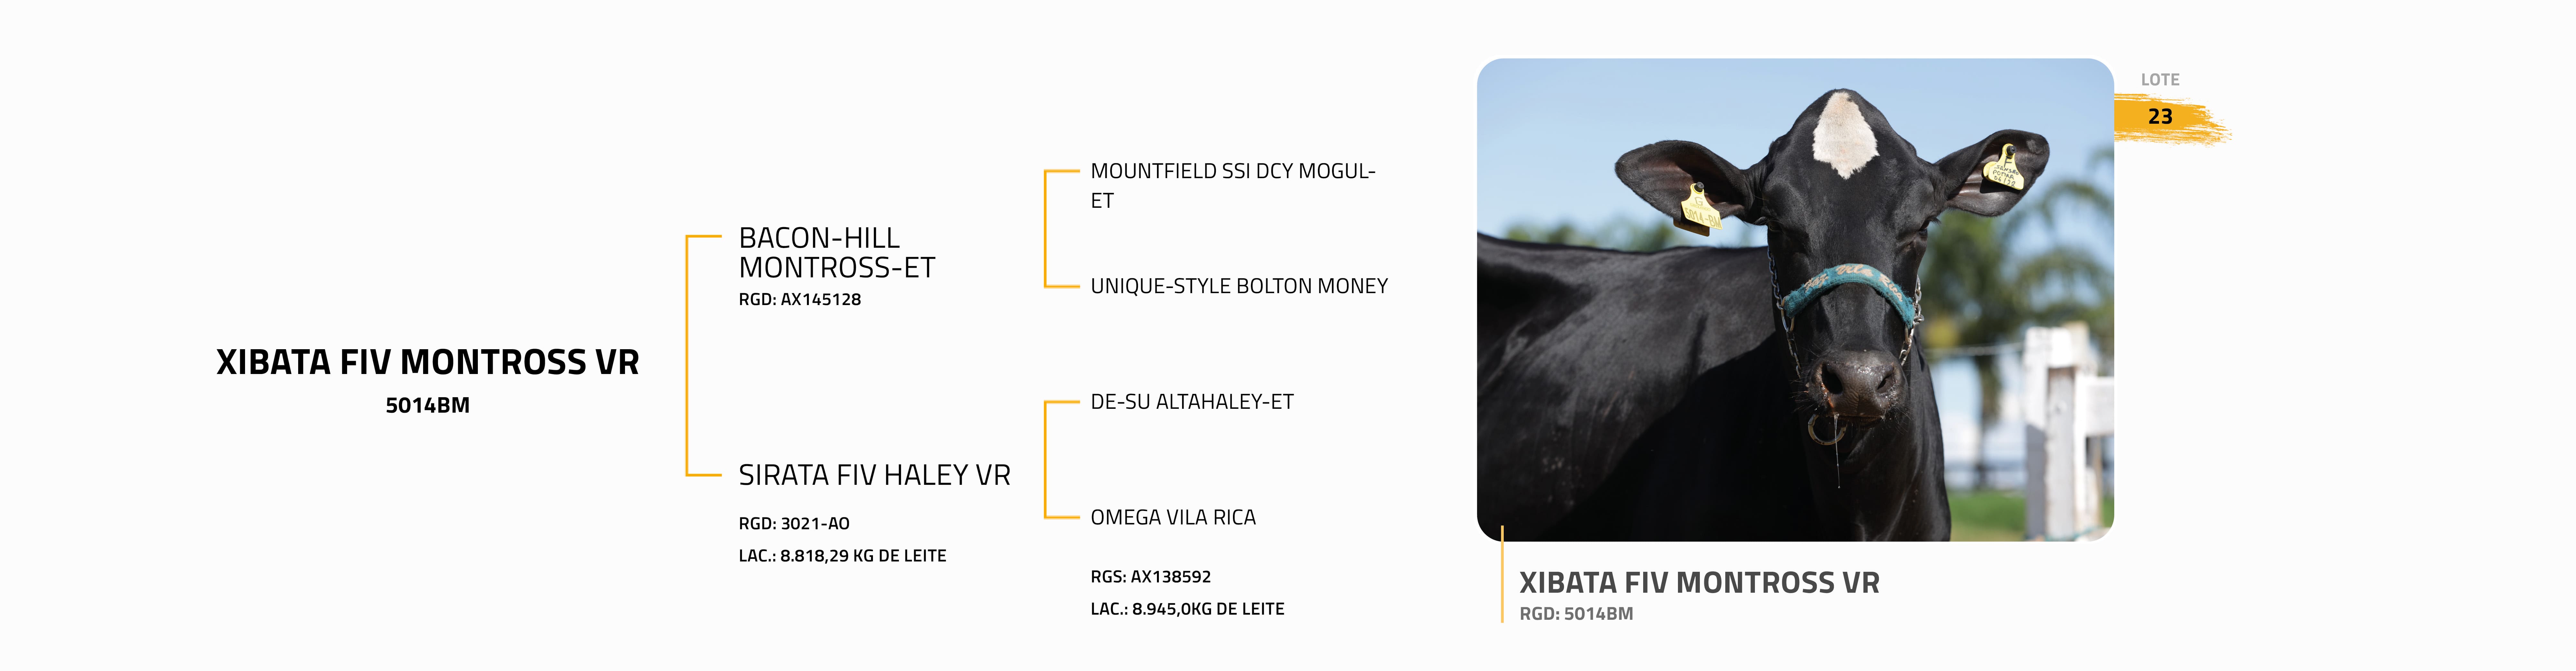 XIBATA FIV MONTROSS VR
5014BM
BACON-HILL
MONTROSS-ET
RGD: AX145128
SIRATA FIV HALEY VR
RGD: 3021-AO
LAC.: 8.818,29 KG DE LEITE
MOUNTFIELD SSI DCY MOGUL-
ET
UNIQUE-STYLE BOLTON MONEY
DE-SU ALTAHALEY-ET
OMEGA VILA RICA
RGS: AX138592
LAC.: 8.945,0KG DE LEITE
LOTE
23
G
5014-BM
XIBATA FIV MONTROSS VR
RGD: 5014BM